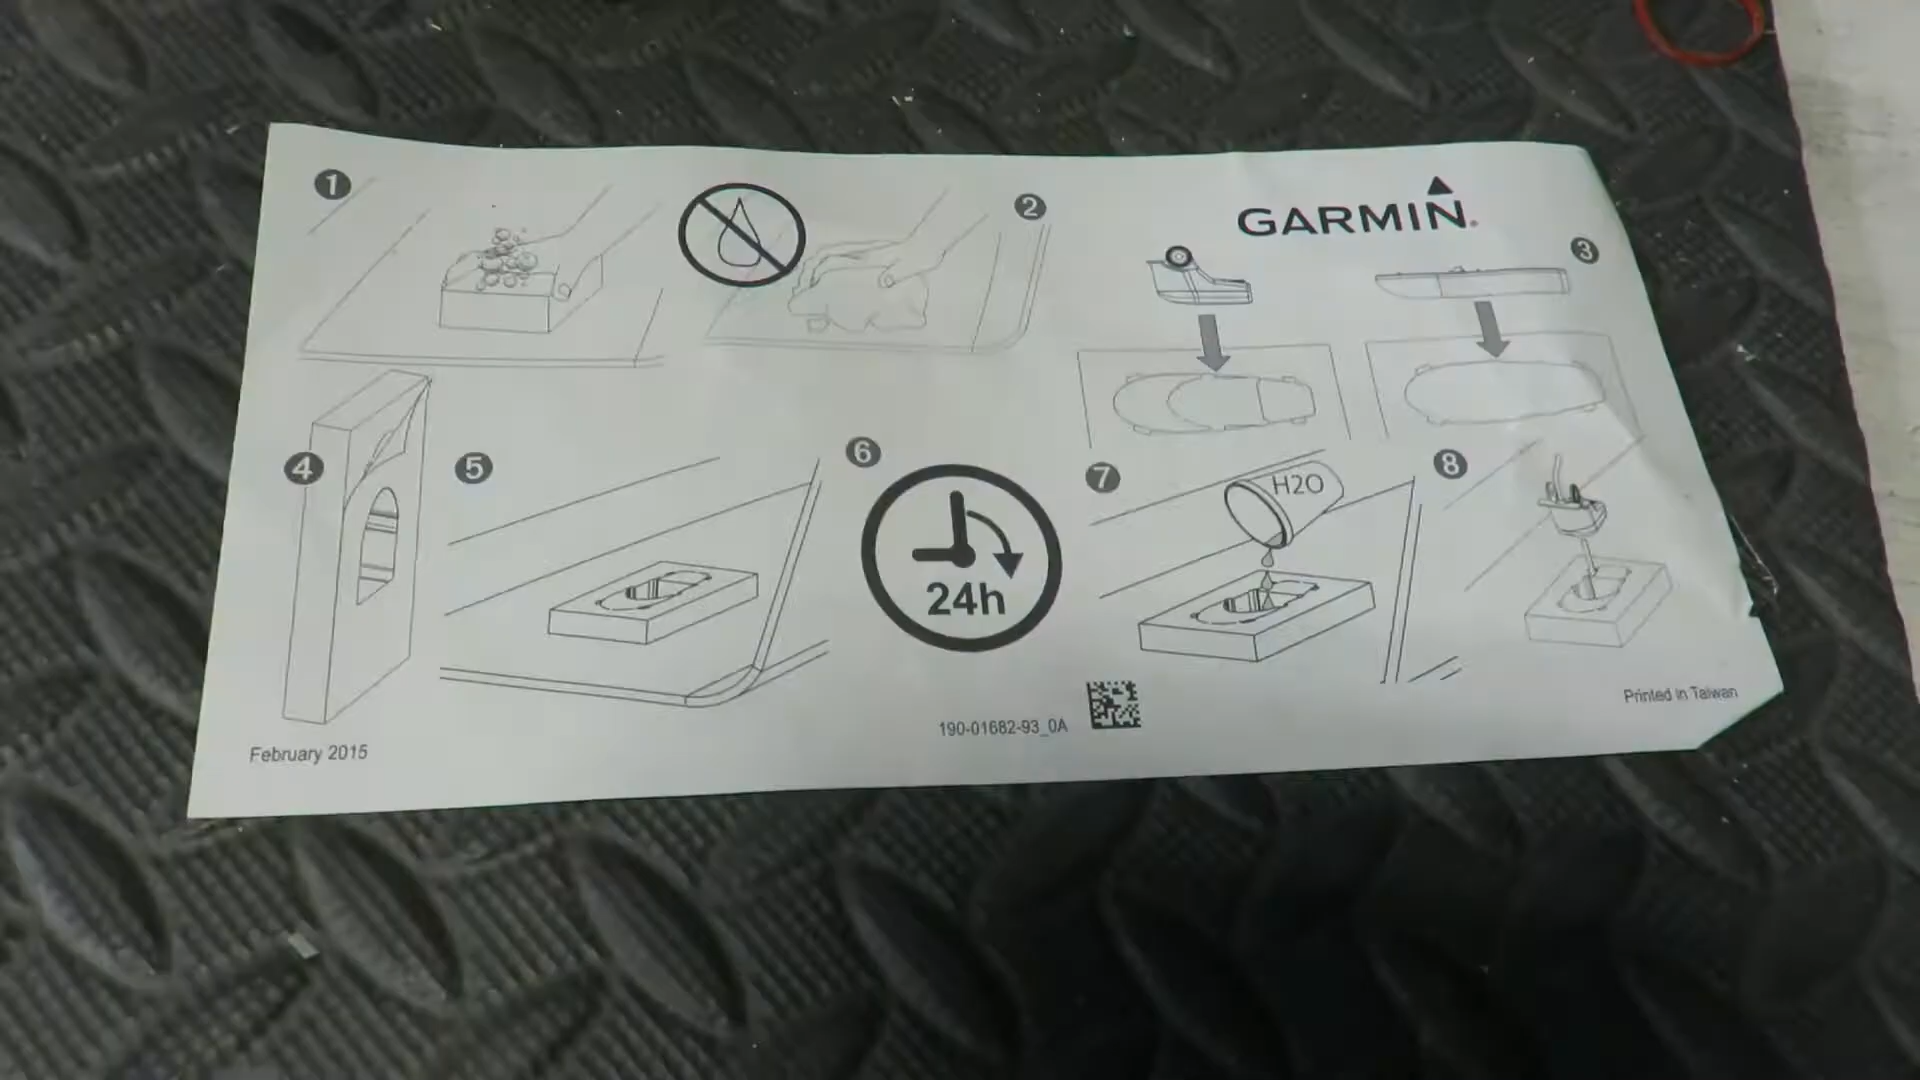 1
2
GARMIN
3
4
5
6
24h
7
H2O
8
February 2015
190-01682-93_0A
Printed in Taiwan